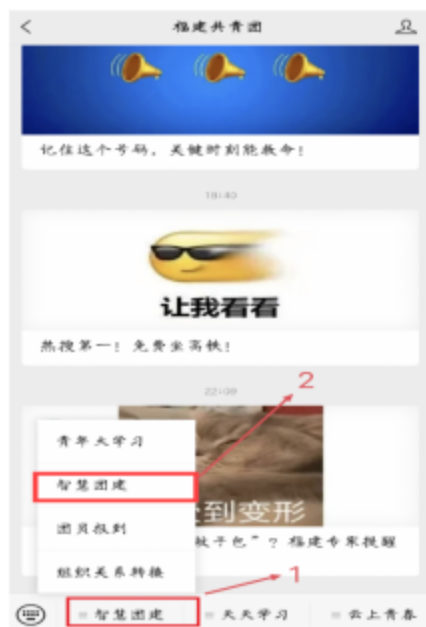 福建共青团
记住这个号码，关键时刻能救命！
18:40
让我看看
热搜第一！免费坐高铁！
22:09
2
青年大学习
智慧团建
到变形
团员报到
蚊子包"？福建专家提醒
组织关系转接
1
智慧团建
天天学习
云上青春